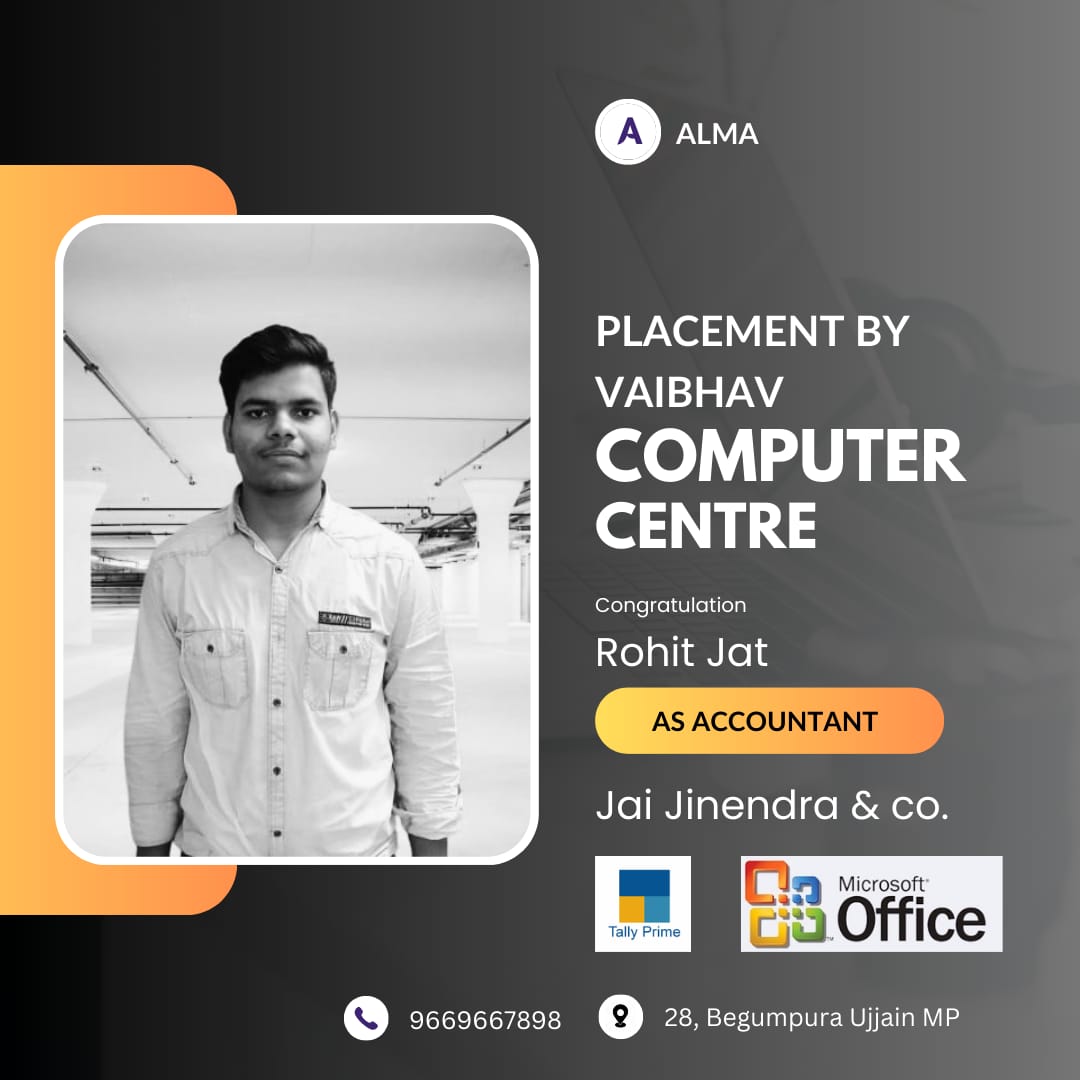 A
ALMA
PLACEMENT BY
VAIBHAV
COMPUTER
CENTRE
Congratulation
Rohit Jat
AS ACCOUNTANT
Jai Jinendra & co.
Tally Prime
Microsoft®
Office
TM
9669667898
28, Begumpura Ujjain MP